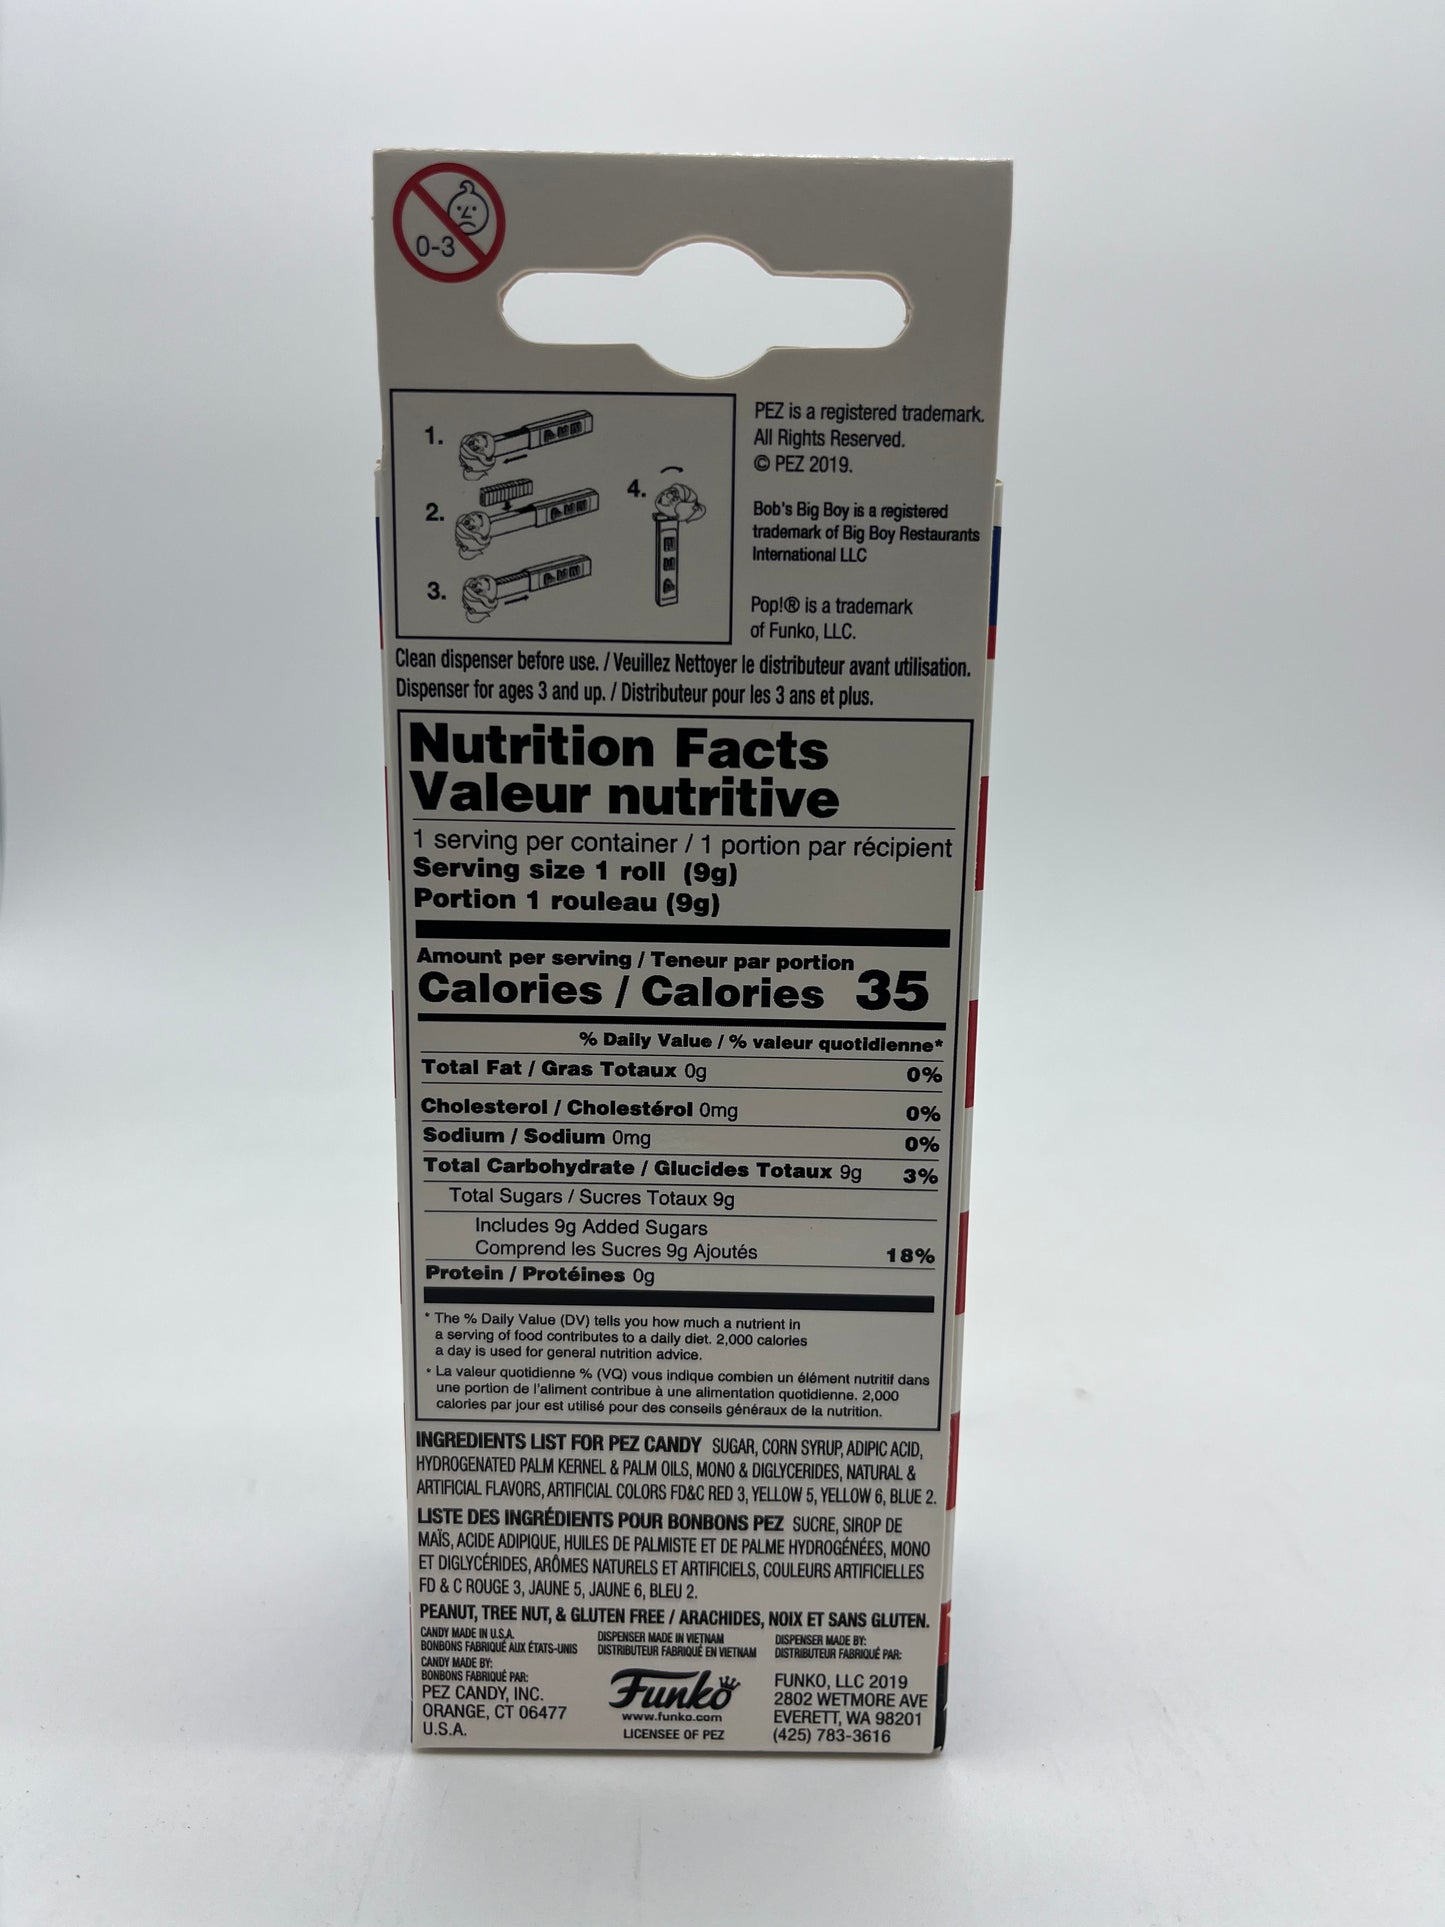 0-3
1.
2.
3.
4.
PEZ is a registered trademark.
All Rights Reserved.
© PEZ 2019.
Bob's Big Boy is a registered
trademark of Big Boy Restaurants
International LLC
Pop!® is a trademark
of Funko, LLC.
Clean dispenser before use. / Veuillez Nettoyer le distributeur avant utilisation.
Dispenser for ages 3 and up. / Distributeur pour les 3 ans et plus.
Nutrition Facts
Valeur nutritive
1 serving per container / 1 portion par récipient
Serving size 1 roll (9g)
Portion 1 rouleau (9g)
Amount per serving / Teneur par portion
Calories / Calories 35
% Daily Value / % valeur quotidienne*
Total Fat / Gras Totaux 0g 0%
Cholesterol / Cholestérol 0mg 0%
Sodium / Sodium 0mg 0%
Total Carbohydrate / Glucides Totaux 9g 3%
Total Sugars / Sucres Totaux 9g
Includes 9g Added Sugars
Comprend les Sucres 9g Ajoutés 18%
Protein / Protéines 0g
* The % Daily Value (DV) tells you how much a nutrient in
a serving of food contributes to a daily diet. 2,000 calories
a day is used for general nutrition advice.
* La valeur quotidienne % (VQ) vous indique combien un élément nutritif dans
une portion de l'aliment contribue à une alimentation quotidienne. 2,000
calories par jour est utilisé pour des conseils généraux de la nutrition.
INGREDIENTS LIST FOR PEZ CANDY SUGAR, CORN SYRUP, ADIPIC ACID,
HYDROGENATED PALM KERNEL & PALM OILS, MONO & DIGLYCERIDES, NATURAL &
ARTIFICIAL FLAVORS, ARTIFICIAL COLORS FD&C RED 3, YELLOW 5, YELLOW 6, BLUE 2.
LISTE DES INGRÉDIENTS POUR BONBONS PEZ SUCRE, SIROP DE
MAÏS, ACIDE ADIPIQUE, HUILES DE PALMISTE ET DE PALME HYDROGÉNÉES, MONO
ET DIGLYCÉRIDES, ARÔMES NATURELS ET ARTIFICIELS, COULEURS ARTIFICIELLES
FD & C ROUGE 3, JAUNE 5, JAUNE 6, BLEU 2.
PEANUT, TREE NUT, & GLUTEN FREE / ARACHIDES, NOIX ET SANS GLUTEN.
CANDY MADE IN U.S.A.
BONBONS FABRIQUÉ AUX ÉTATS-UNIS
CANDY MADE BY:
BONBONS FABRIQUÉ PAR:
PEZ CANDY, INC.
ORANGE, CT 06477
U.S.A.
DISPENSER MADE IN VIETNAM
DISTRIBUTEUR FABRIQUÉ EN VIETNAM
Funko
www.funko.com
LICENSEE OF PEZ
DISPENSER MADE BY:
DISTRIBUTEUR FABRIQUÉ PAR:
FUNKO, LLC 2019
2802 WETMORE AVE
EVERETT, WA 98201
(425) 783-3616